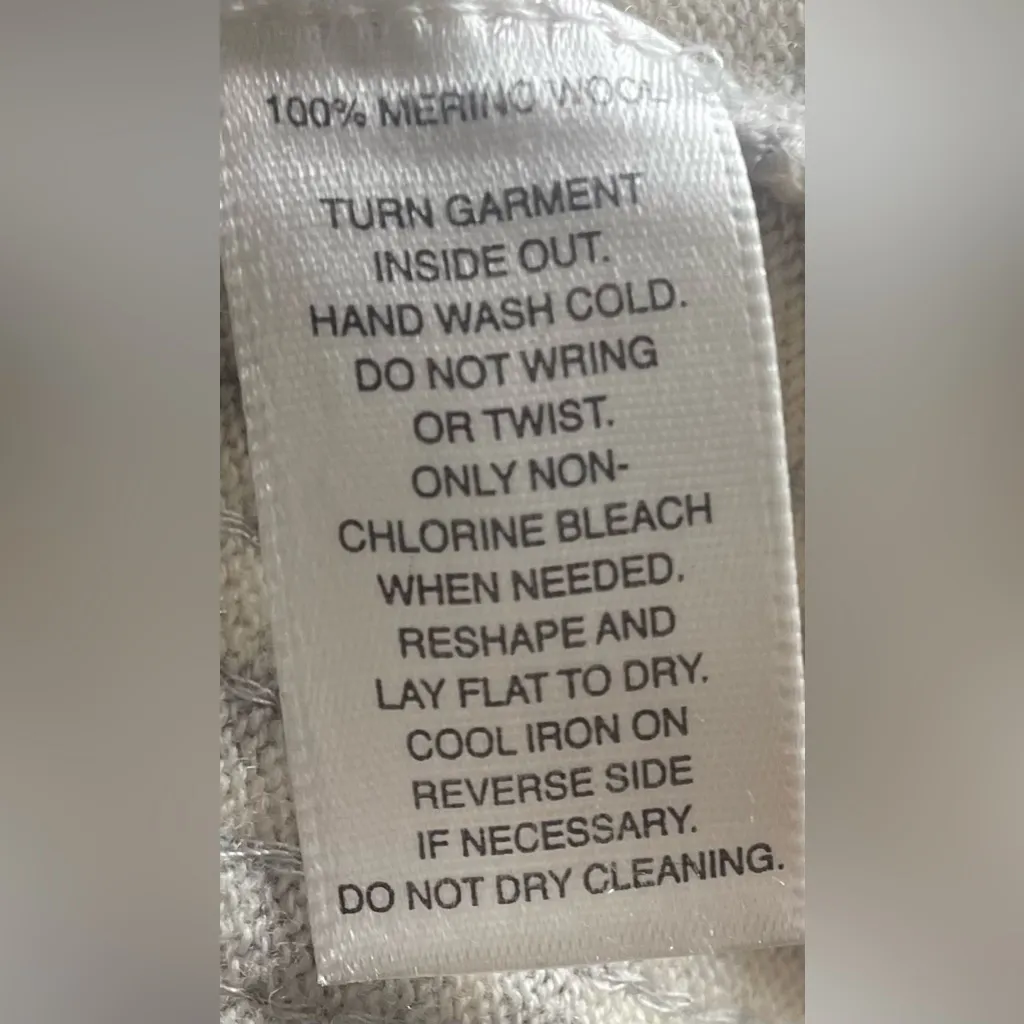 100% MERINO WOOL
TURN GARMENT
INSIDE OUT.
HAND WASH COLD.
DO NOT WRING
OR TWIST.
ONLY NON-
CHLORINE BLEACH
WHEN NEEDED.
RESHAPE AND
LAY FLAT TO DRY.
COOL IRON ON
REVERSE SIDE
IF NECESSARY.
DO NOT DRY CLEANING.